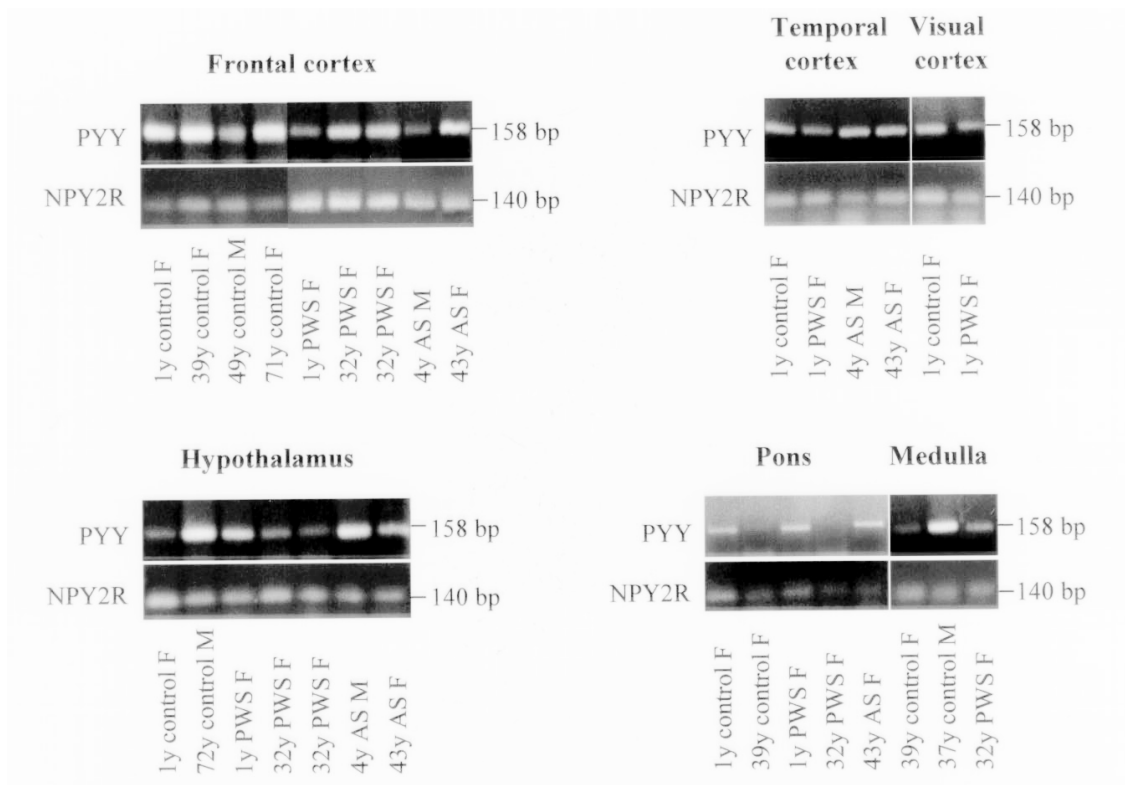 Frontal cortex
PYY
158 bp
NPY2R
140 bp
1y control F
39y control F
49y control M
71y control F
1y PWS F
32y PWS F
32y PWS F
4y AS M
43y AS F
Temporal cortex
Visual cortex
PYY
158 bp
NPY2R
140 bp
1y control F
1y PWS F
4y AS M
43y AS F
1y control F
1y PWS F
Hypothalamus
PYY
158 bp
NPY2R
140 bp
1y control F
72y control M
1y PWS F
32y PWS F
32y PWS F
4y AS M
43y AS F
Pons
Medulla
PYY
158 bp
NPY2R
140 bp
1y control F
39y control F
1y PWS F
32y PWS F
43y AS F
39y control F
37y control M
32y PWS F